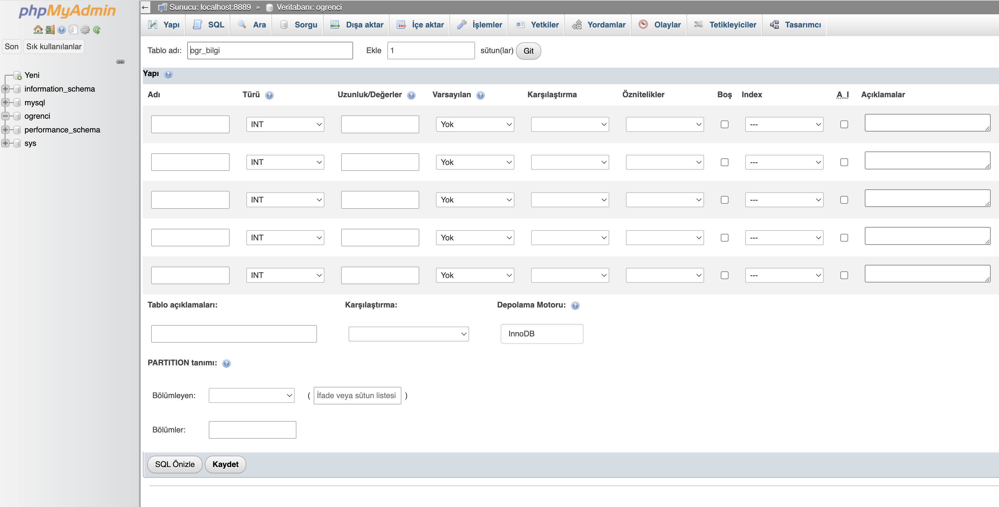 phpMyAdmin
Son Sık kullanılanlar
Yeni
information_schema
mysql
ogrenci
performance_schema
sys
Sunucu: localhost:8889 » Veritabanı: ogrenci
Yapı SQL Ara Sorgu Dışa aktar İçe aktar İşlemler Yetkiler Yordamlar Olaylar Tetikleyiciler Tasarımcı
Tablo adı: ogr_bilgi Ekle 1 sütun(lar) Git
Yapı
Adı Türü Uzunluk/Değerler Varsayılan Karşılaştırma Öznitelikler Boş Index A_I Açıklamalar
INT Yok ---
INT Yok ---
INT Yok ---
INT Yok ---
INT Yok ---
Tablo açıklamaları: Karşılaştırma: Depolama Motoru:
InnoDB
PARTITION tanımı:
Bölümleyen: ( İfade veya sütun listesi )
Bölümler:
SQL Önizle Kaydet